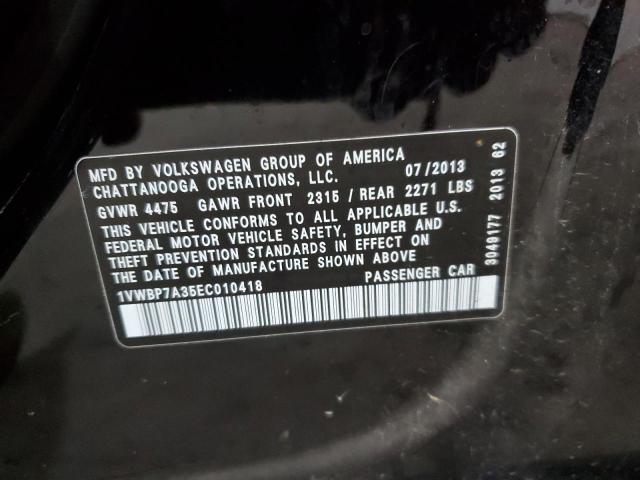 MFD BY VOLKSWAGEN GROUP OF AMERICA
CHATTANOOGA OPERATIONS, LLC. 07/2013
GVWR 4475 GAWR FRONT 2315 / REAR 2271 LBS
THIS VEHICLE CONFORMS TO ALL APPLICABLE U.S.
FEDERAL MOTOR VEHICLE SAFETY, BUMPER AND
THEFT PREVENTION STANDARDS IN EFFECT ON
THE DATE OF MANUFACTURE SHOWN ABOVE
1VWBP7A35EC010418 PASSENGER CAR
3049177 2013 62